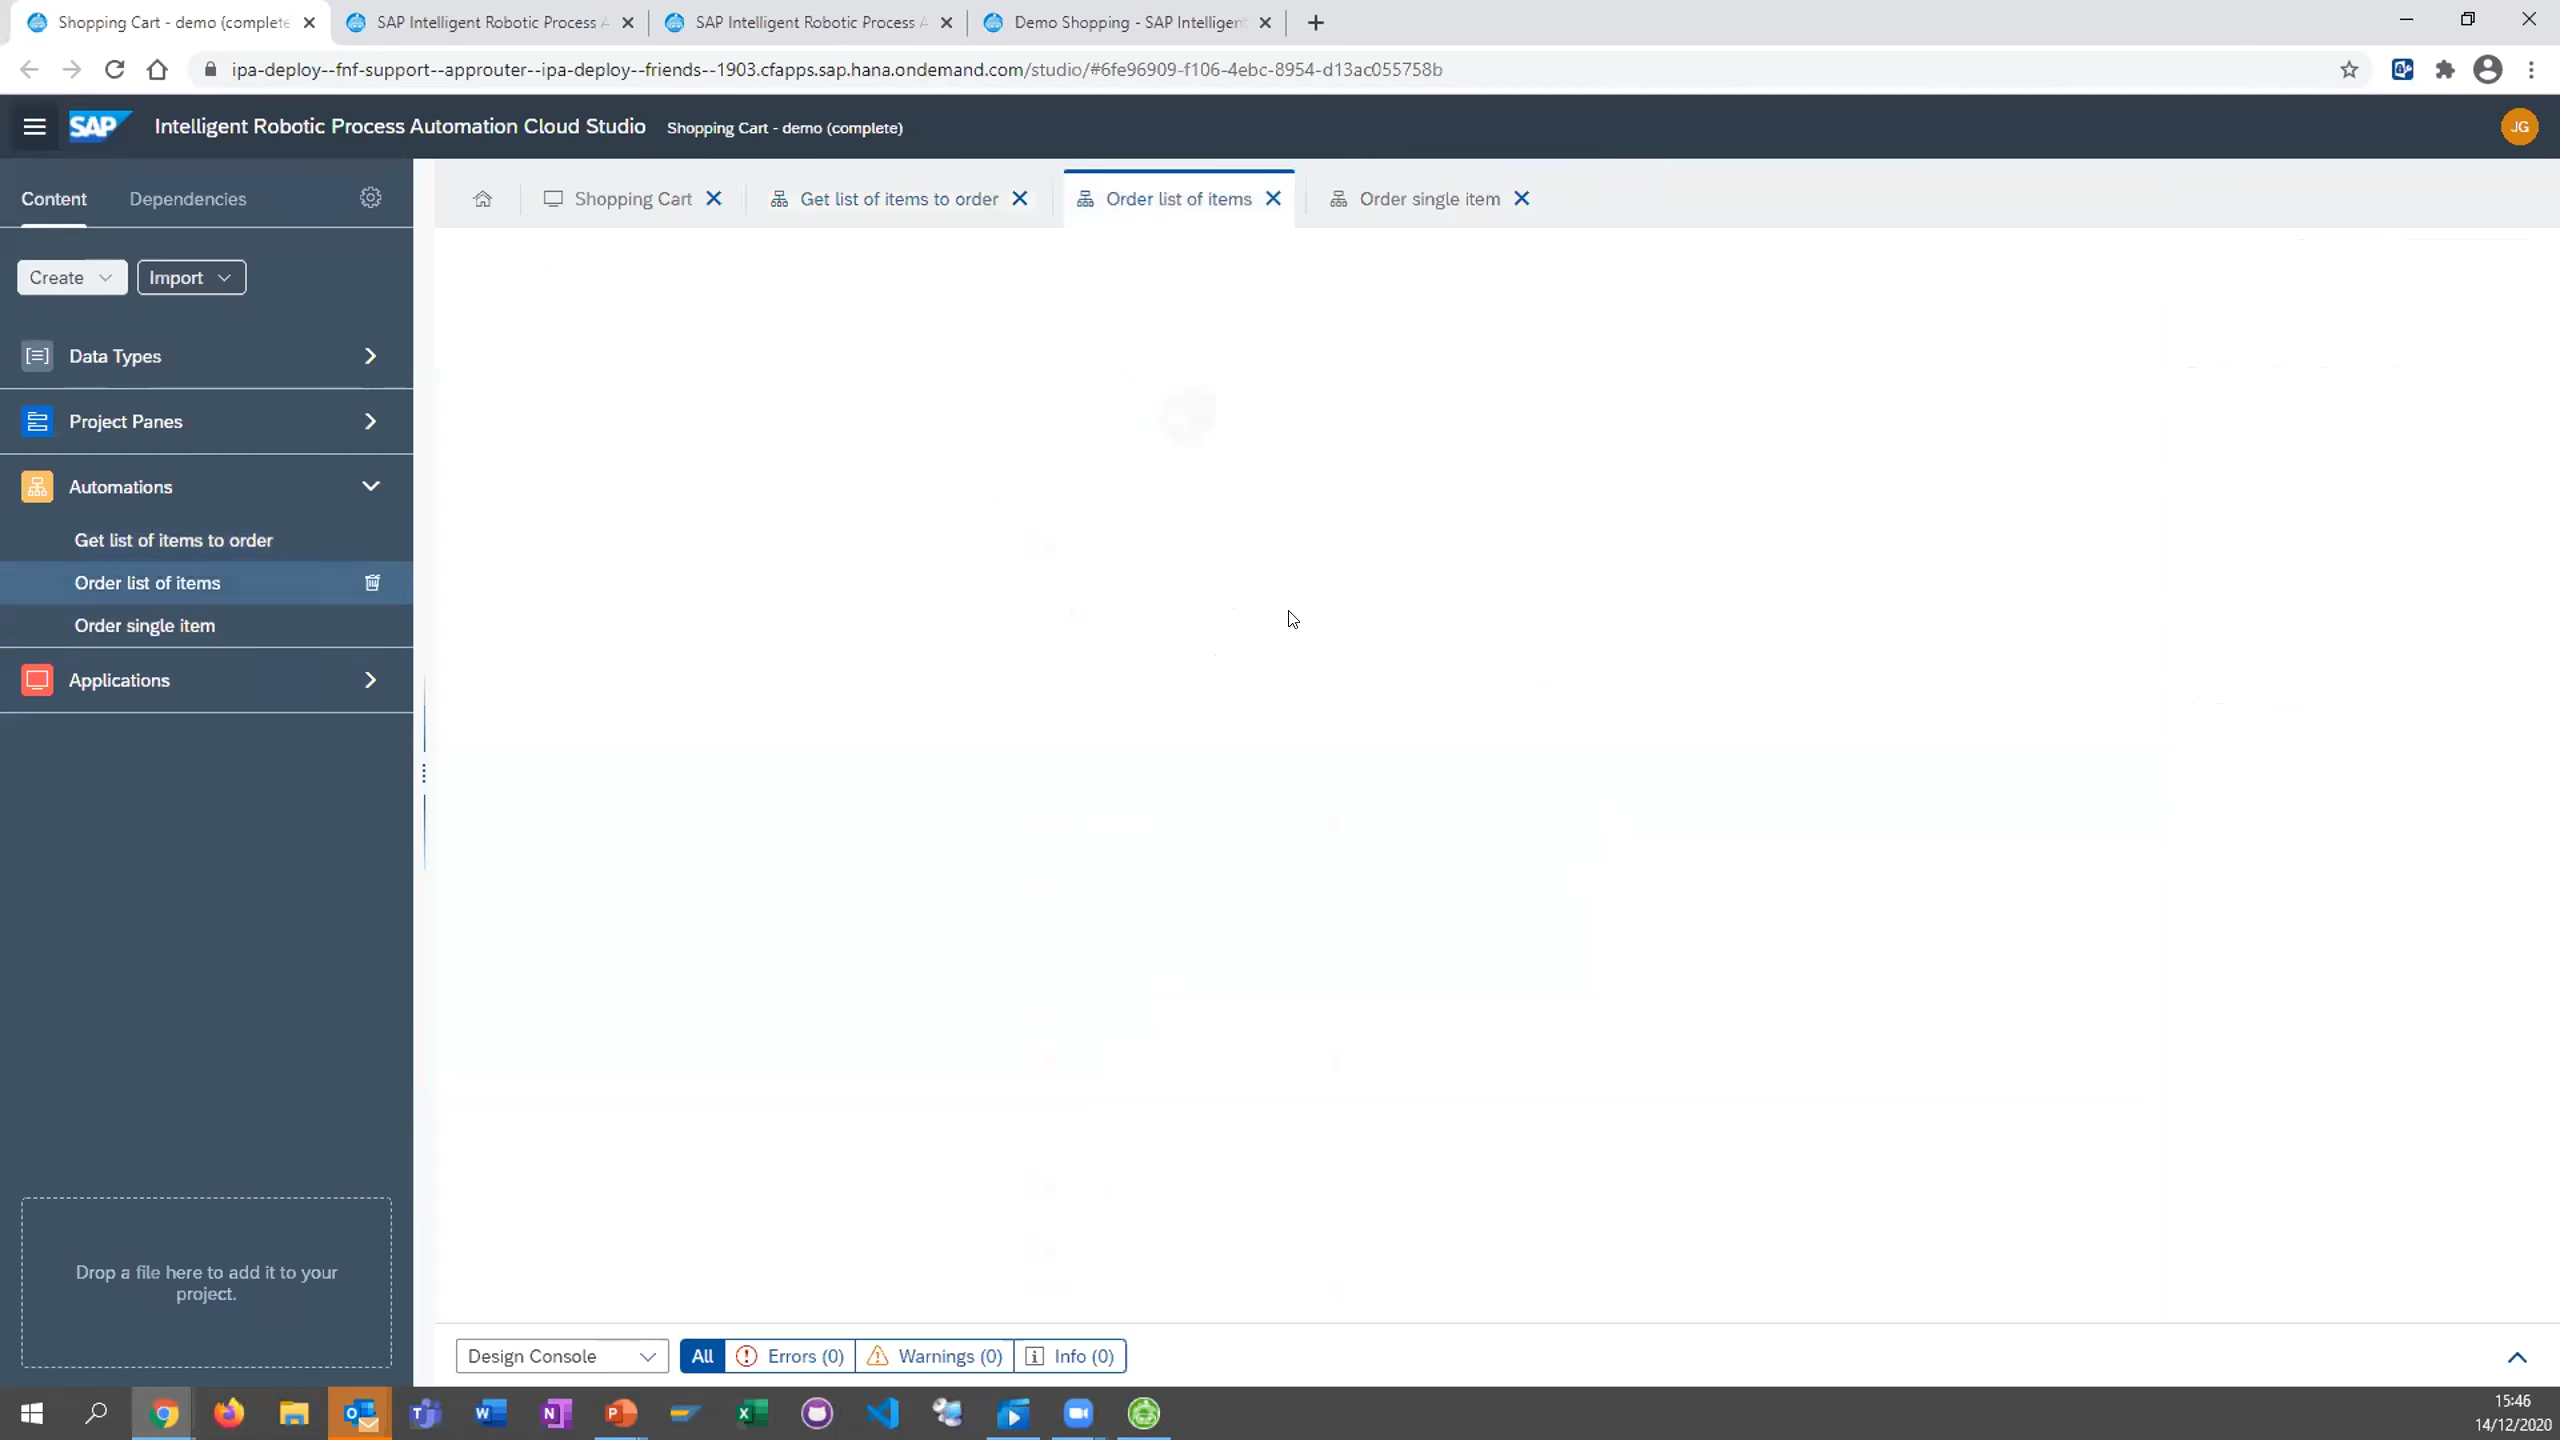 Shopping Cart - demo (complete
SAP Intelligent Robotic Process A
SAP Intelligent Robotic Process A
Demo Shopping - SAP Intelligent
ipa-deploy--fnf-support--approuter--ipa-deploy--friends--1903.cfapps.sap.hana.ondemand.com/studio/#6fe96909-f106-4ebc-8954-d13ac055758b
SAP Intelligent Robotic Process Automation Cloud Studio Shopping Cart - demo (complete) JG
Content Dependencies
Shopping Cart Get list of items to order Order list of items Order single item
Create Import
Data Types
Project Panes
Automations
Get list of items to order
Order list of items
Order single item
Applications
Drop a file here to add it to your
project.
Design Console All Errors (0) Warnings (0) Info (0)
15:46
14/12/2020